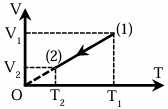 V
V₁
(1)
(2)
V₂
O
T₂
T₁
T